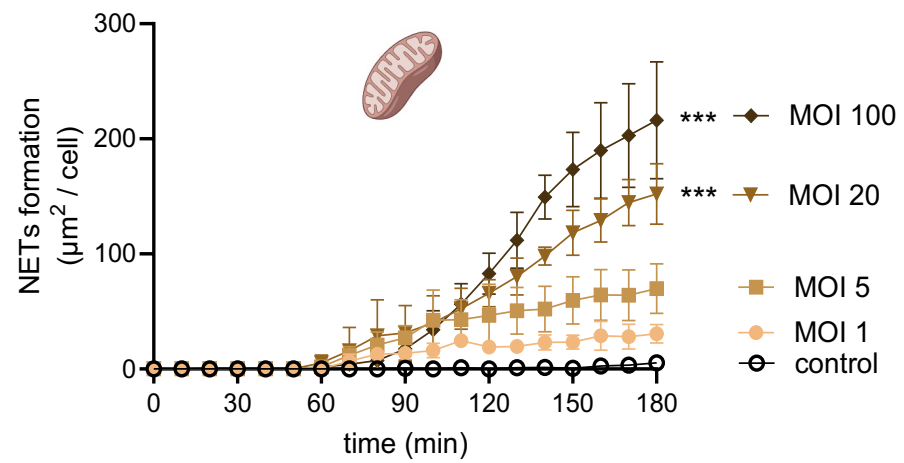 300
200
100
0
NETs formation
(μm² / cell)
0 30 60 90 120 150 180
time (min)
*** MOI 100
*** MOI 20
MOI 5
MOI 1
control